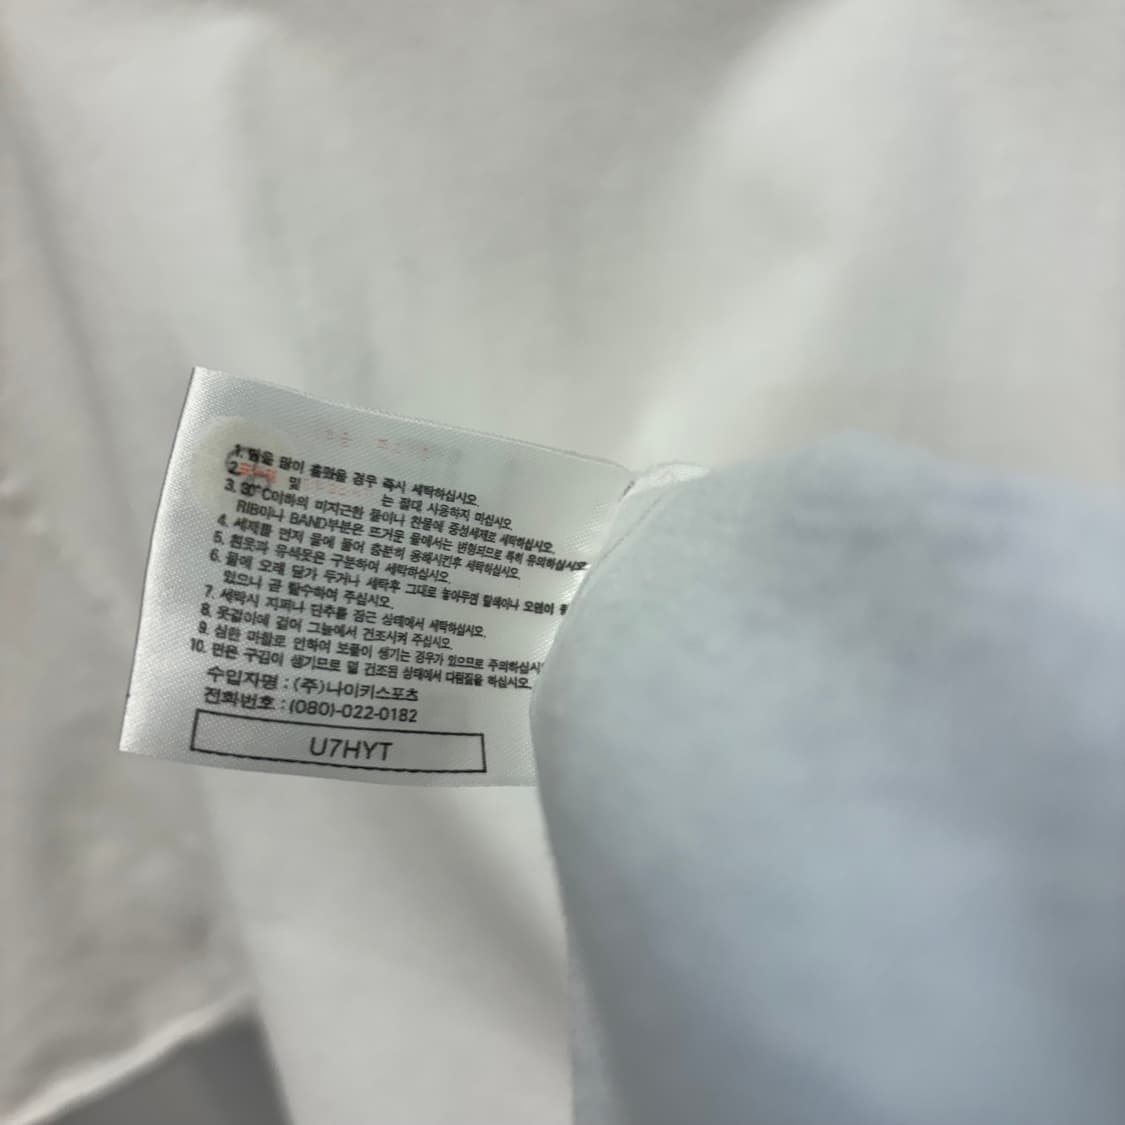 1. 땀을 많이 흘렸을 경우 즉시 세탁하십시오.
2. 및 는 절대 사용하지 마십시오.
3. 30°C이하의 미지근한 물이나 찬물에 중성세제로 세탁하십시오.
RIB이나 BAND부분은 뜨거운 물에서는 변형되므로 특히 유의하십시오.
4. 세제를 먼저 물에 풀어 충분히 용해시킨후 세탁하십시오.
5. 흰옷과 유색옷은 구분하여 세탁하십시오.
6. 물에 오래 담가 두거나 세탁후 그대로 놓아두면 탈색이나 오염이
있으니 곧 탈수하여 주십시오.
7. 세탁시 지퍼나 단추를 잠근 상태에서 세탁하십시오.
8. 옷걸이에 걸어 그늘에서 건조시켜 주십시오.
9. 심한 마찰로 인하여 보풀이 생기는 경우가 있으므로 주의하십시
10. 면은 구김이 생기므로 덜 건조된 상태에서 다림질을 하십시오.
수입자명 : (주)나이키스포츠
전화번호 : (080)-022-0182
U7HYT